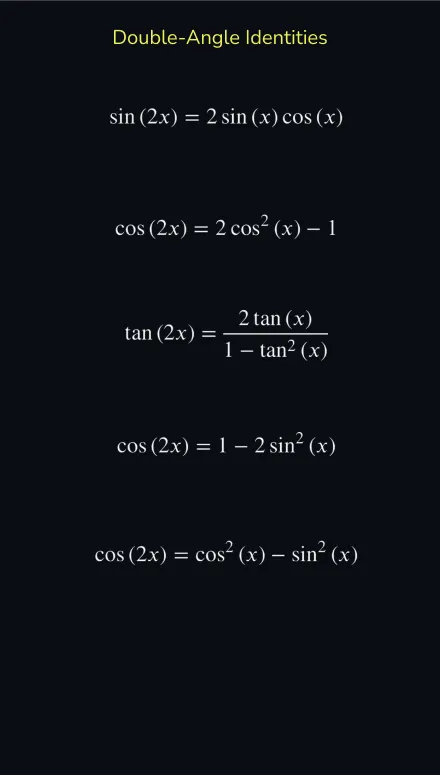 Double-Angle Identities
sin (2x) = 2 sin (x) cos (x)
cos (2x) = 2 cos² (x) − 1
tan (2x) = 2 tan (x) / 1 − tan² (x)
cos (2x) = 1 − 2 sin² (x)
cos (2x) = cos² (x) − sin² (x)